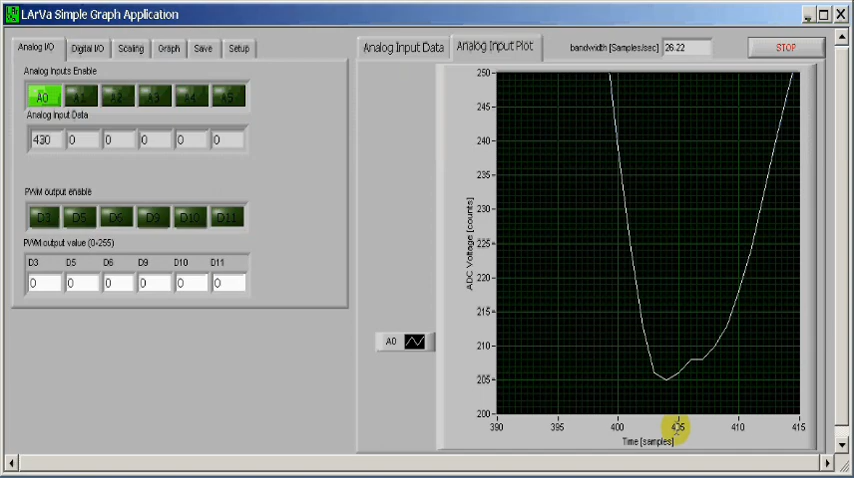 LArVa Simple Graph Application
Analog I/O Digital I/O Scaling Graph Save Setup
Analog Inputs Enable
A0 A1 A2 A3 A4 A5
Analog Input Data
430 0 0 0 0 0
PWM output enable
D3 D5 D6 D9 D10 D11
PWM output value (0-255)
D3 D5 D6 D9 D10 D11
0 0 0 0 0 0
Analog Input Data Analog Input Plot
bandwidth [Samples/sec] 26.22
STOP
A0
ADC Voltage [counts]
250
245
240
235
230
225
220
215
210
205
200
390 395 400 405 410 415
Time [samples]